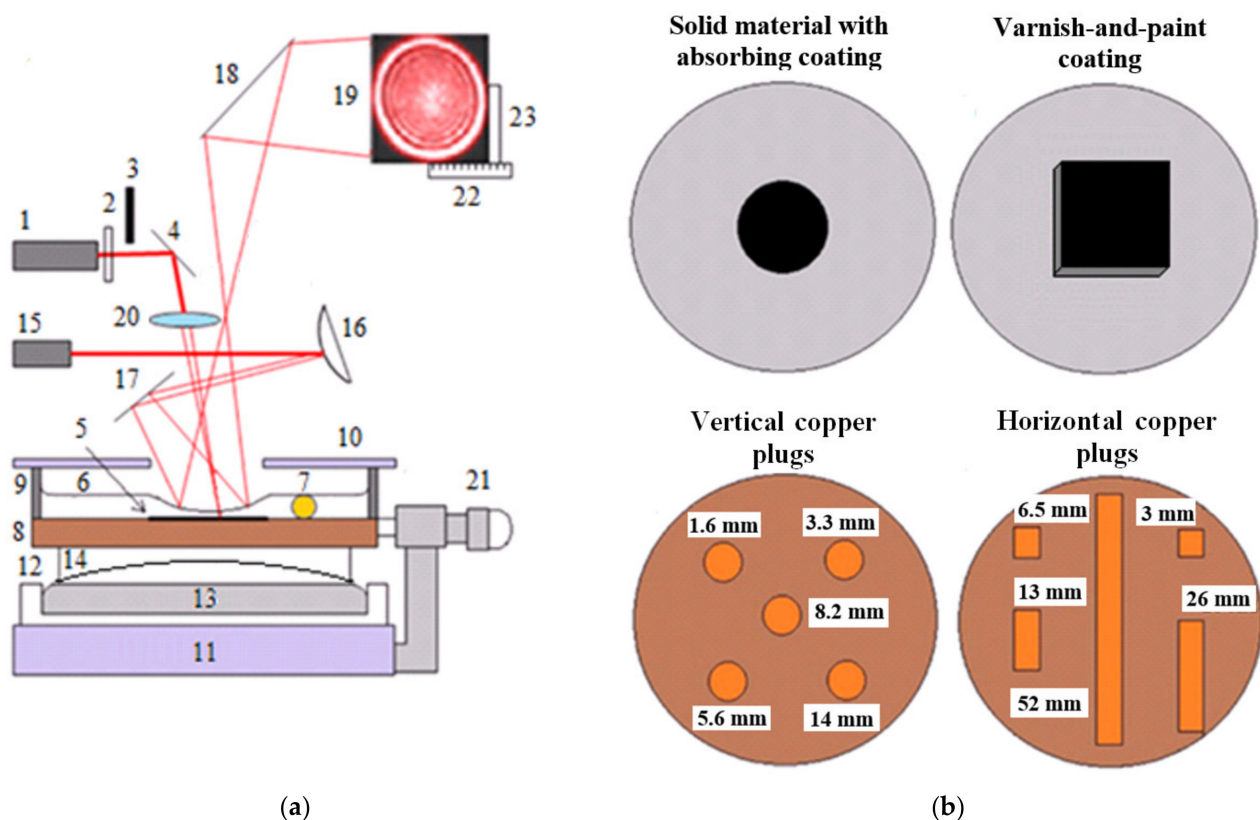 18
19
23
22
3
2
1
4
20
15
16
17
5
10
9
6
7
21
8
12
14
13
11
(a)
Solid material with
absorbing coating
Varnish-and-paint
coating
Vertical copper
plugs
1.6 mm
3.3 mm
8.2 mm
5.6 mm
14 mm
Horizontal copper
plugs
6.5 mm
3 mm
13 mm
26 mm
52 mm
(b)